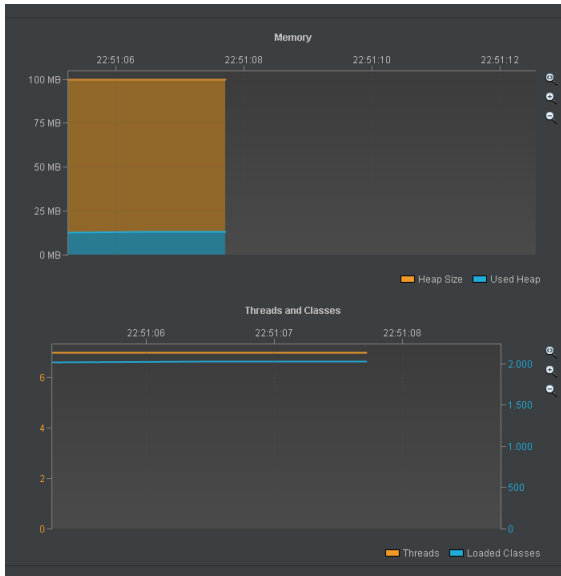 Memory
22:51:06 22:51:08 22:51:10 22:51:12
100 MB
75 MB
50 MB
25 MB
0 MB
Heap Size Used Heap
Threads and Classes
22:51:06 22:51:07 22:51:08
6 2.000
1.500
4 1.000
2 500
0 0
Threads Loaded Classes